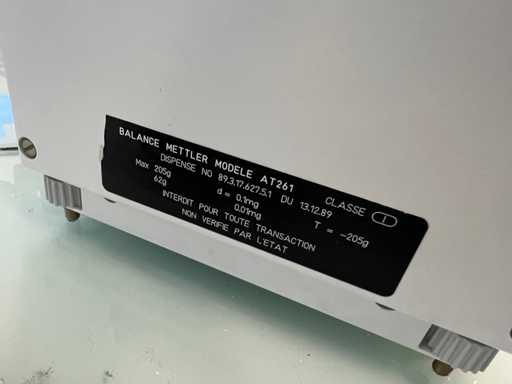 BALANCE METTLER MODELE AT261
DISPENSE NO 89.3.17.627.5.1 DU 13.12.89 CLASSE I
Max 205g d = 0.1mg T = -205g
62g 0.01mg
INTERDIT POUR TOUTE TRANSACTION
NON VERIFIE PAR L'ETAT